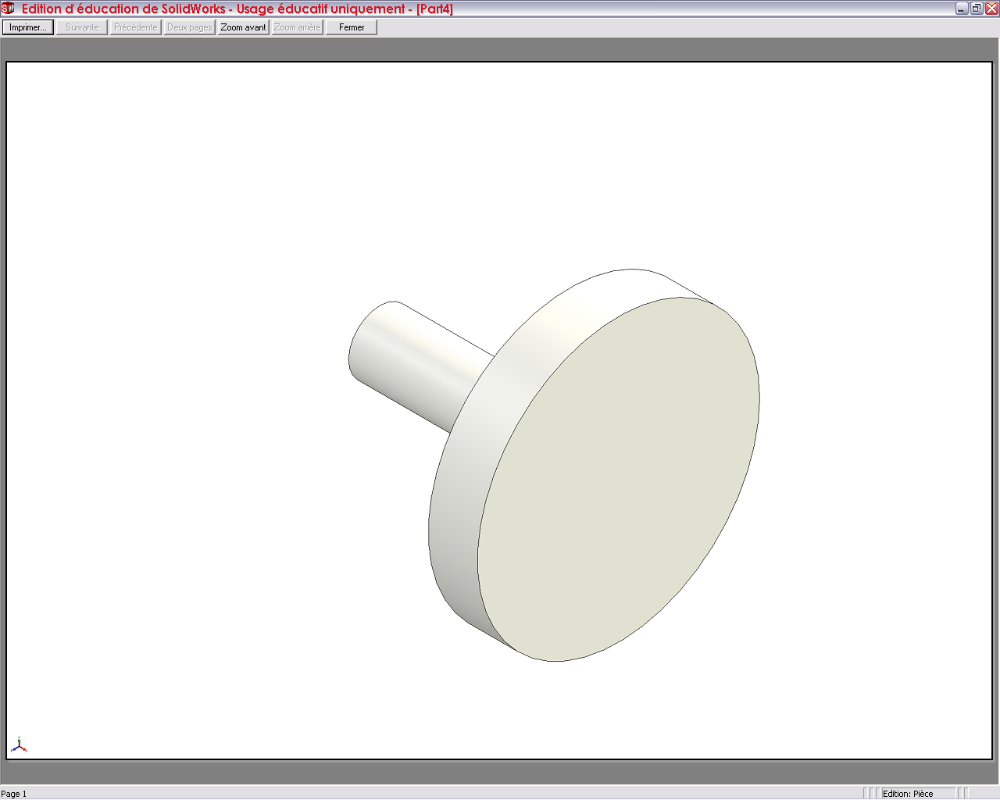 SW Edition d'éducation de SolidWorks - Usage éducatif uniquement - [Part4]
Imprimer... Suivante Précédente Deux pages Zoom avant Zoom arrière Fermer
Page 1 Edition: Pièce